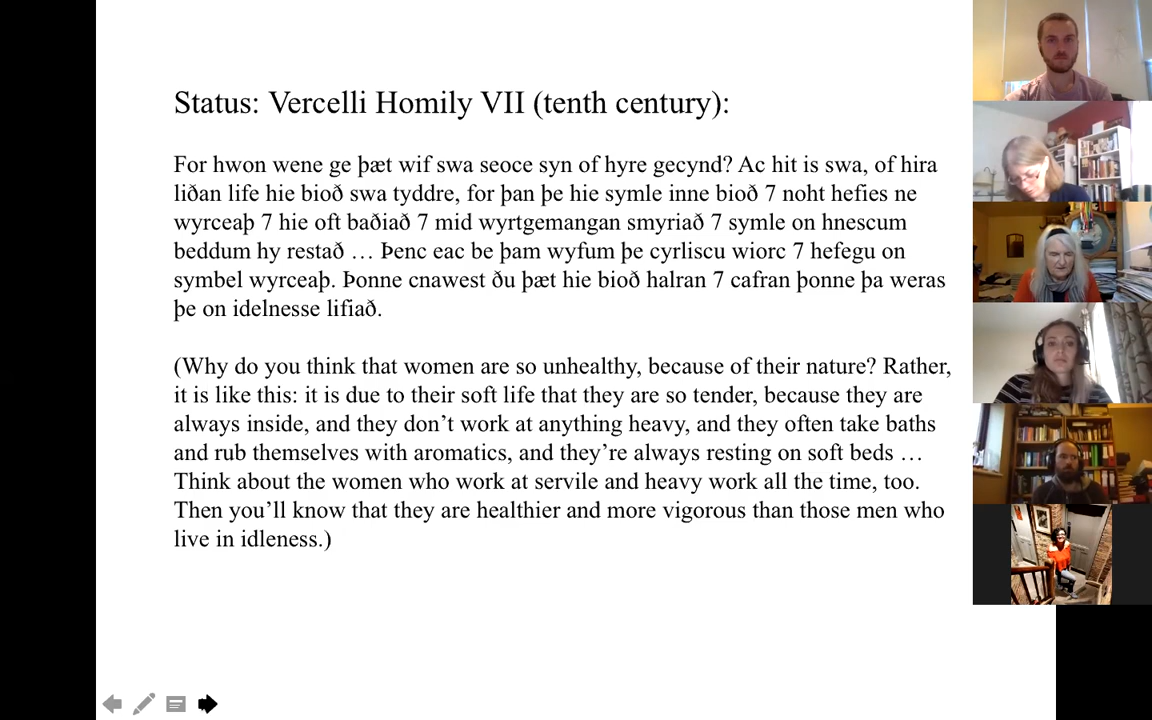 Status: Vercelli Homily VII (tenth century):
For hwon wene ge þæt wif swa seoce syn of hyre gecynd? Ac hit is swa, of hira
liðan life hie bioð swa tyddre, for þan þe hie symle inne bioð 7 noht hefies ne
wyrceaþ 7 hie oft baðiað 7 mid wyrtgemangan smyriað 7 symle on hnescum
beddum hy restað … Þenc eac be þam wyfum þe cyrliscu wiorc 7 hefegu on
symbel wyrceaþ. Þonne cnawest ðu þæt hie bioð halran 7 cafran þonne þa weras
þe on idelnesse lifiað.
(Why do you think that women are so unhealthy, because of their nature? Rather,
it is like this: it is due to their soft life that they are so tender, because they are
always inside, and they don’t work at anything heavy, and they often take baths
and rub themselves with aromatics, and they’re always resting on soft beds …
Think about the women who work at servile and heavy work all the time, too.
Then you’ll know that they are healthier and more vigorous than those men who
live in idleness.)